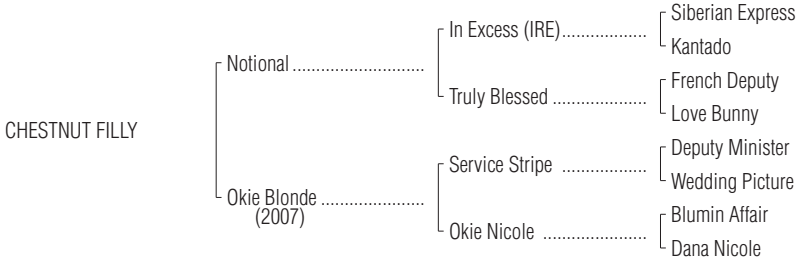 Siberian Express
In Excess (IRE)..................
Kantado
Notional ............................
French Deputy
Truly Blessed ....................
Love Bunny
CHESTNUT FILLY
Deputy Minister
Service Stripe ..................
Wedding Picture
Okie Blonde ......................
(2007)
Blumin Affair
Okie Nicole ......................
Dana Nicole